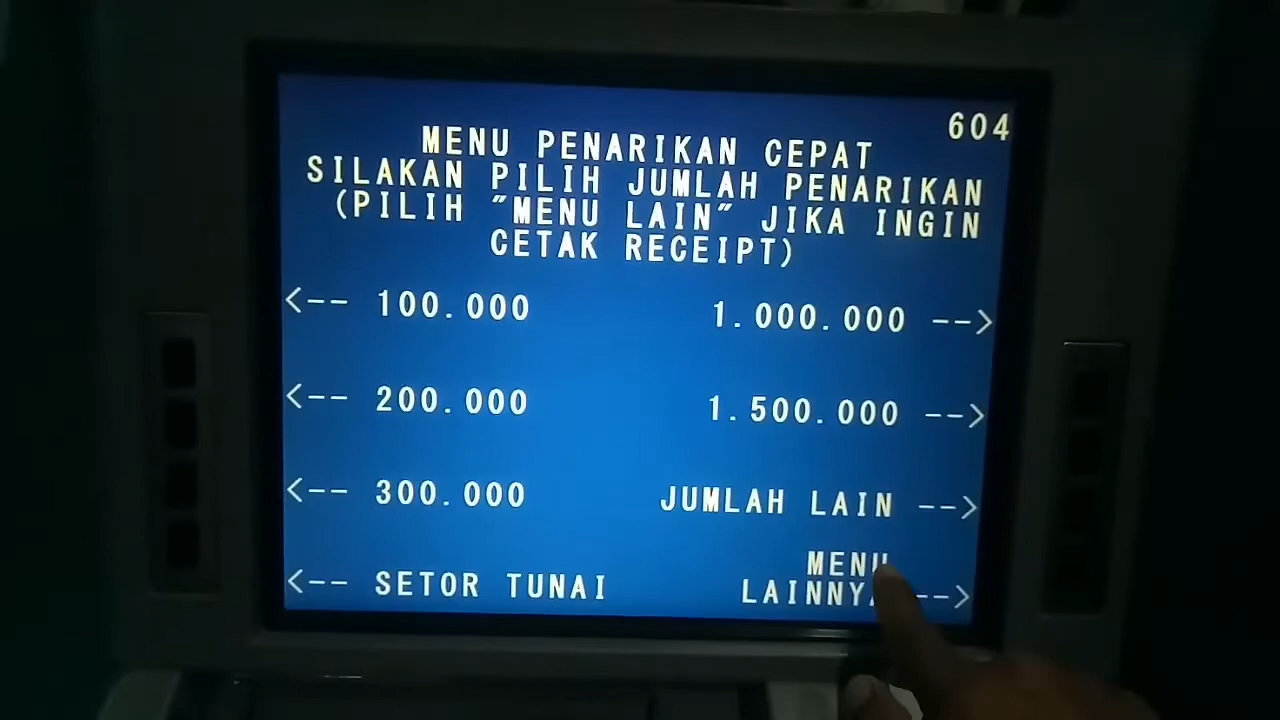 604
MENU PENARIKAN CEPAT
SILAKAN PILIH JUMLAH PENARIKAN
(PILIH "MENU LAIN" JIKA INGIN
CETAK RECEIPT)
<-- 100.000
1.000.000 -->
<-- 200.000
1.500.000 -->
<-- 300.000
JUMLAH LAIN -->
<-- SETOR TUNAI
MENU
LAINNYA -->